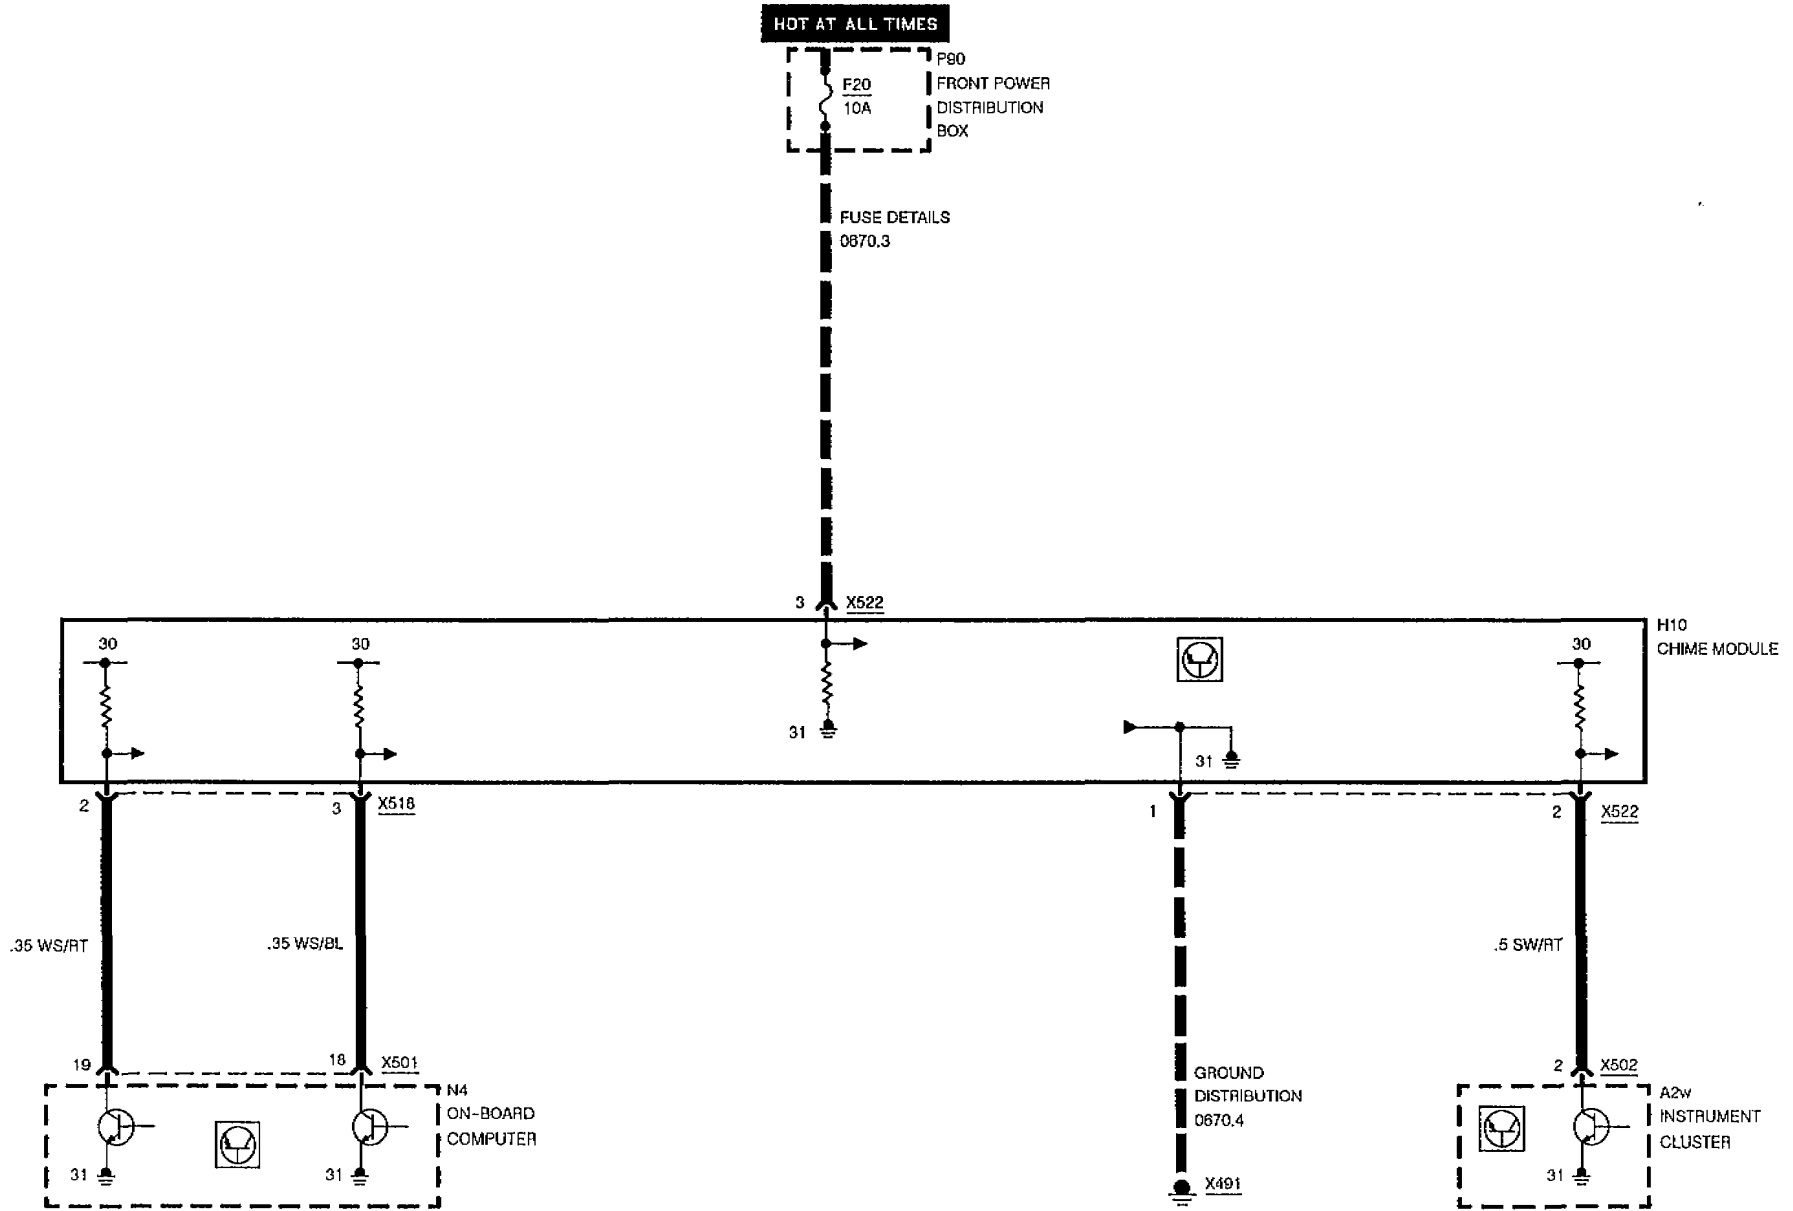 HOT AT ALL TIMES
P90
FRONT POWER
DISTRIBUTION
BOX
F20
10A
FUSE DETAILS
0670.3
3
X522
H10
CHIME MODULE
30
30
30
31
31
2
3
X518
1
2
X522
.35 WS/RT
.35 WS/BL
.5 SW/RT
19
18
X501
2
X502
N4
ON-BOARD
COMPUTER
31
31
GROUND
DISTRIBUTION
0670.4
X491
A2w
INSTRUMENT
CLUSTER
31